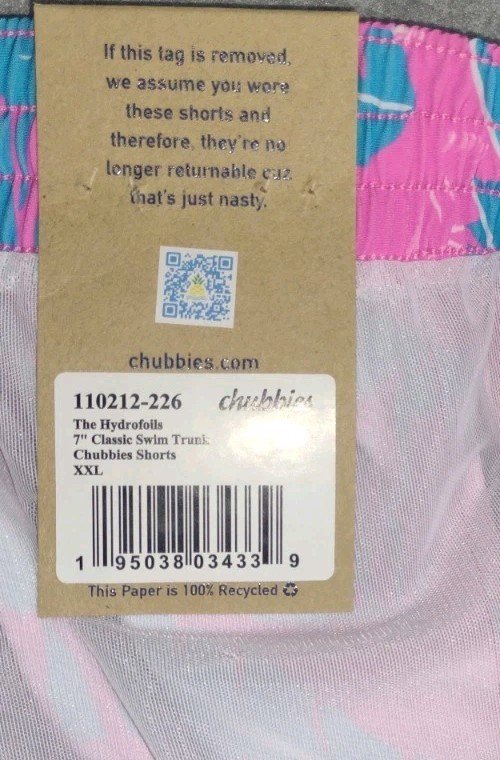 If this tag is removed,
we assume you wore
these shorts and
therefore, they're no
longer returnable cuz
that's just nasty.
chubbies.com
110212-226 chubbies
The Hydrofoils
7" Classic Swim Trunk
Chubbies Shorts
XXL
1 95038 03433 9
This Paper is 100% Recycled